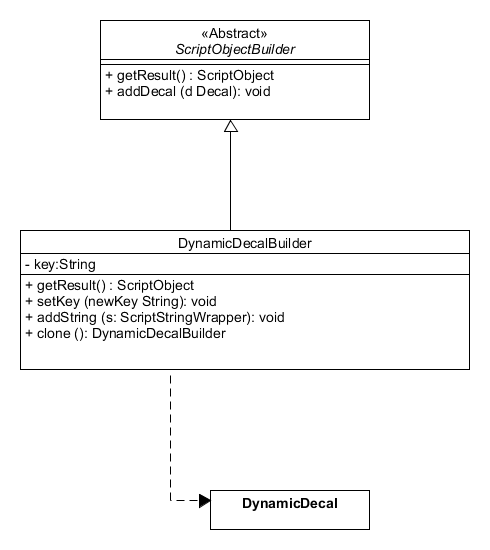 «Abstract»
ScriptObjectBuilder
+ getResult() : ScriptObject
+ addDecal (d Decal): void
DynamicDecalBuilder
- key:String
+ getResult() : ScriptObject
+ setKey (newKey String): void
+ addString (s: ScriptStringWrapper): void
+ clone (): DynamicDecalBuilder
DynamicDecal